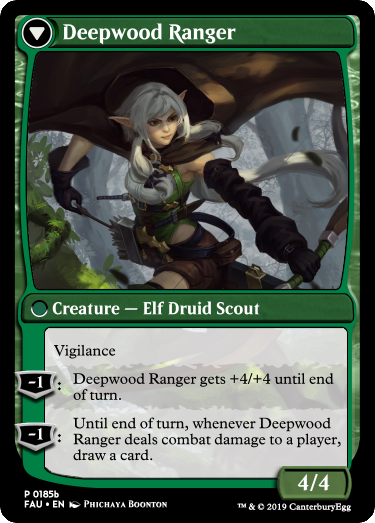 Deepwood Ranger
Creature — Elf Druid Scout
Vigilance
-1: Deepwood Ranger gets +4/+4 until end
of turn.
-1: Until end of turn, whenever Deepwood
Ranger deals combat damage to a player,
draw a card.
4/4
P 0185b
FAU • EN Phichaya Boonton
™ & © 2019 CanterburyEgg